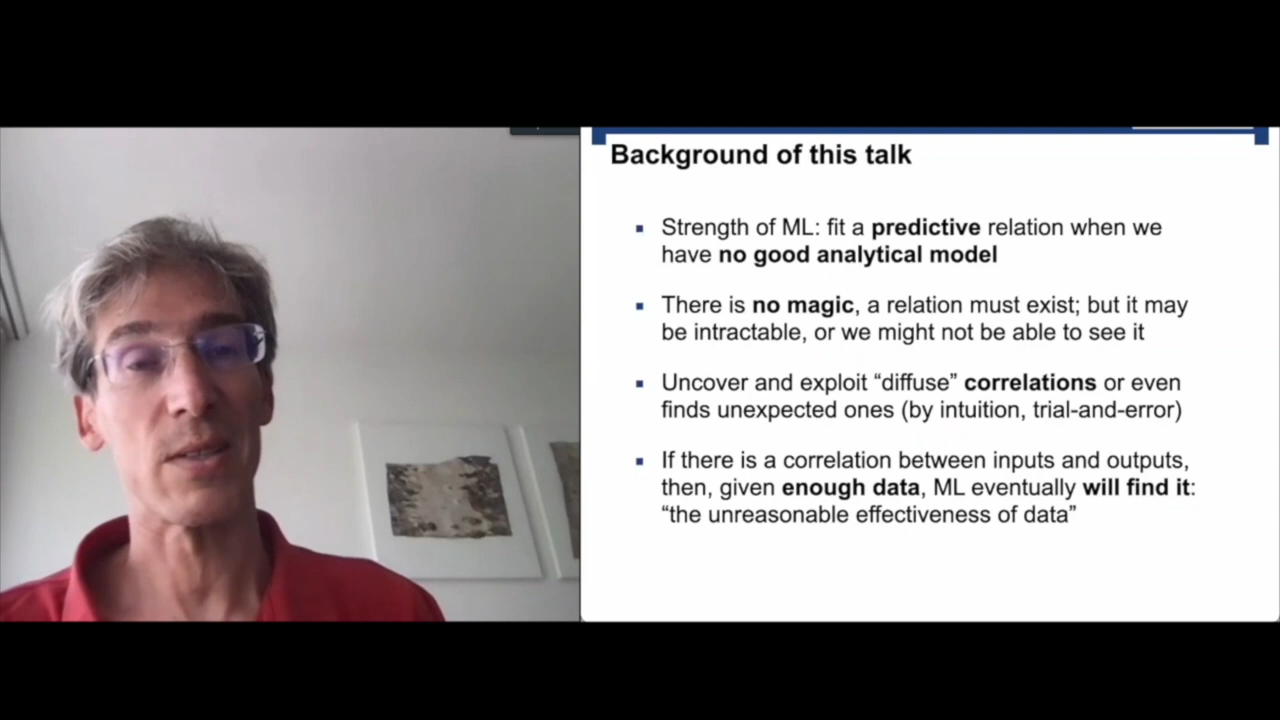 Background of this talk
Strength of ML: fit a predictive relation when we
have no good analytical model
There is no magic, a relation must exist; but it may
be intractable, or we might not be able to see it
Uncover and exploit “diffuse” correlations or even
finds unexpected ones (by intuition, trial-and-error)
If there is a correlation between inputs and outputs,
then, given enough data, ML eventually will find it:
“the unreasonable effectiveness of data”